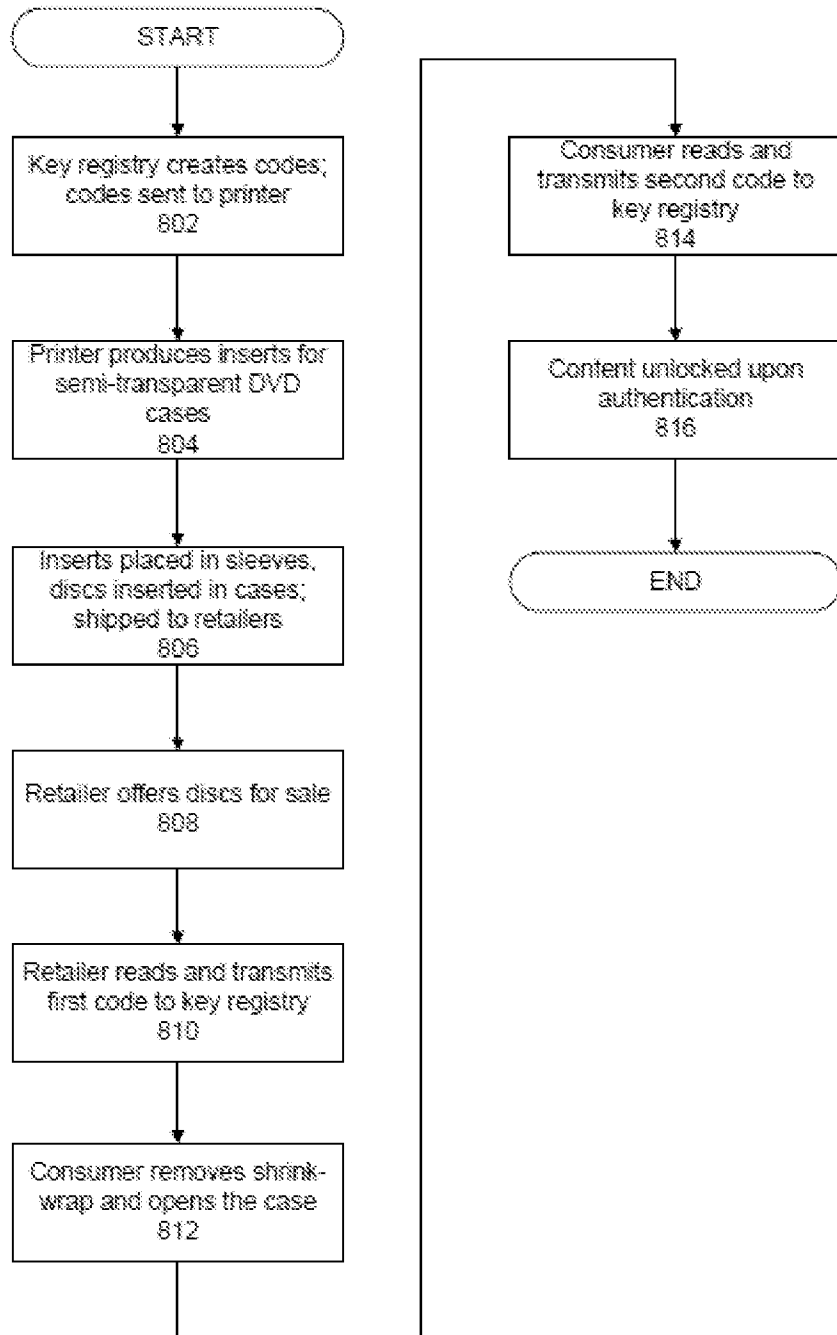 START
Key registry creates codes;
codes sent to printer
802
Printer produces inserts for
semi-transparent DVD
cases
804
Inserts placed in sleeves,
discs inserted in cases;
shipped to retailers
806
Retailer offers discs for sale
808
Retailer reads and transmits
first code to key registry
810
Consumer removes shrink-
wrap and opens the case
812
Consumer reads and
transmits second code to
key registry
814
Content unlocked upon
authentication
816
END